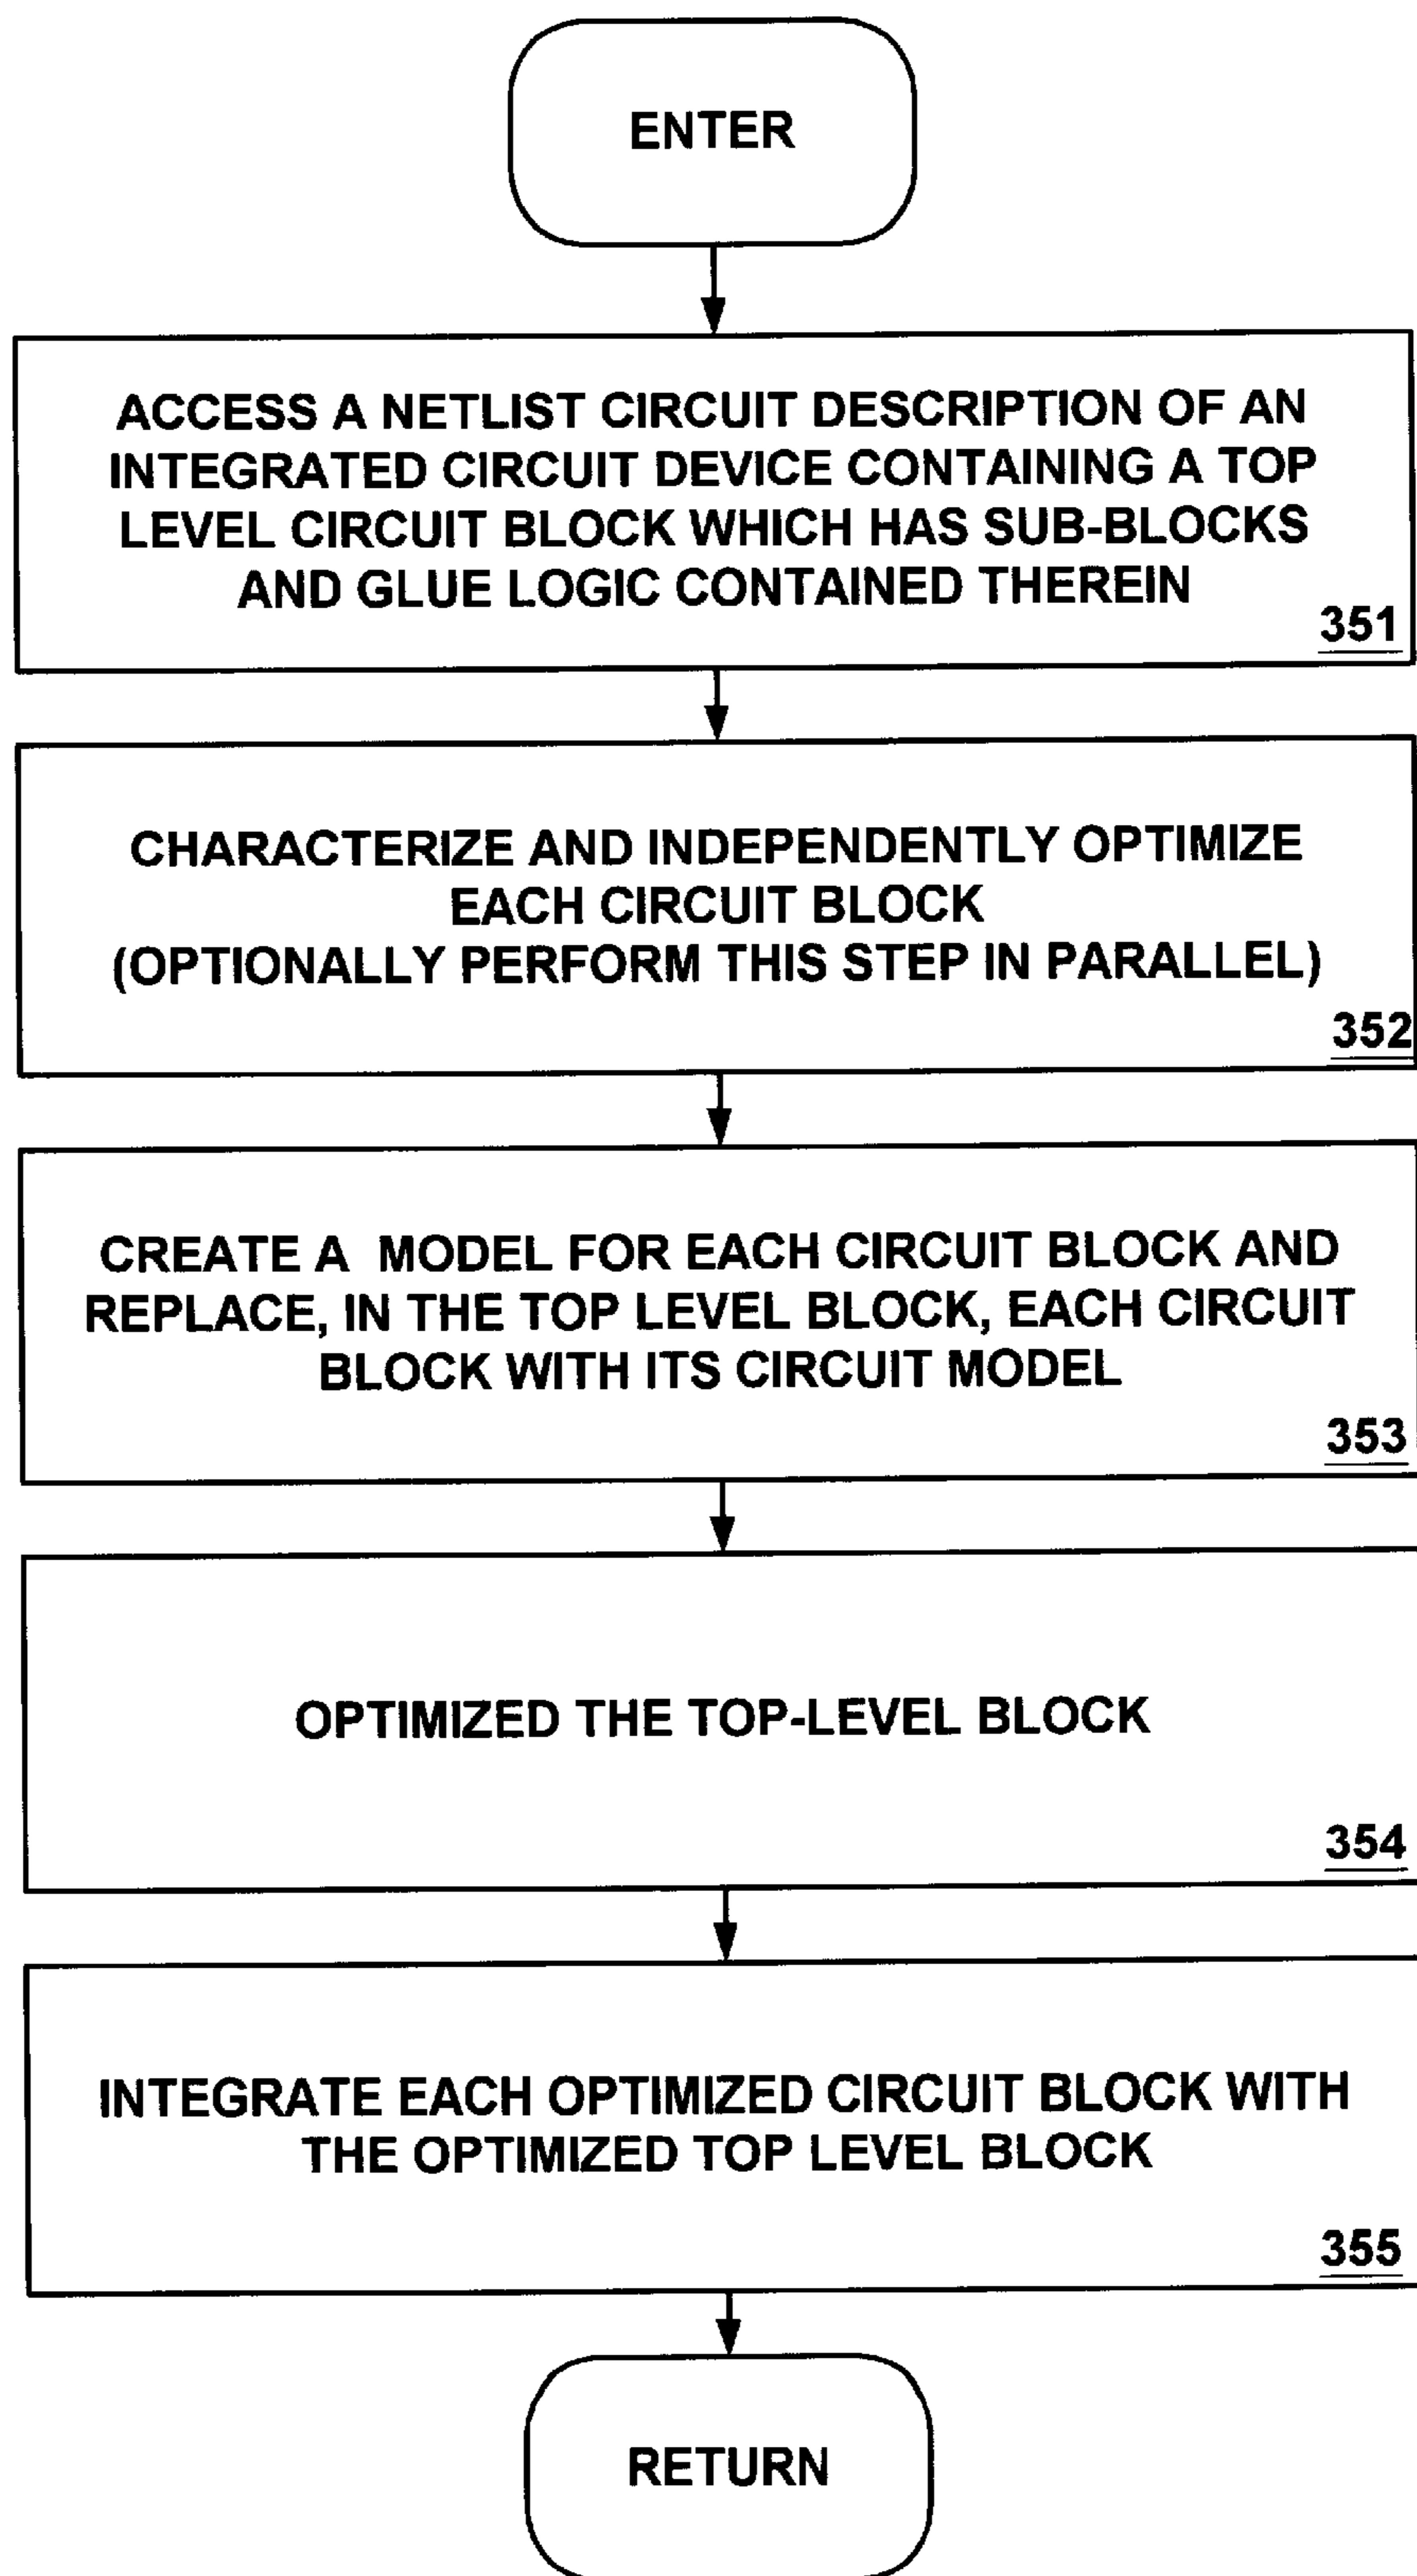 ENTER
ACCESS A NETLIST CIRCUIT DESCRIPTION OF AN
INTEGRATED CIRCUIT DEVICE CONTAINING A TOP
LEVEL CIRCUIT BLOCK WHICH HAS SUB-BLOCKS
AND GLUE LOGIC CONTAINED THEREIN
351
CHARACTERIZE AND INDEPENDENTLY OPTIMIZE
EACH CIRCUIT BLOCK
(OPTIONALLY PERFORM THIS STEP IN PARALLEL)
352
CREATE A MODEL FOR EACH CIRCUIT BLOCK AND
REPLACE, IN THE TOP LEVEL BLOCK, EACH CIRCUIT
BLOCK WITH ITS CIRCUIT MODEL
353
OPTIMIZED THE TOP-LEVEL BLOCK
354
INTEGRATE EACH OPTIMIZED CIRCUIT BLOCK WITH
THE OPTIMIZED TOP LEVEL BLOCK
355
RETURN